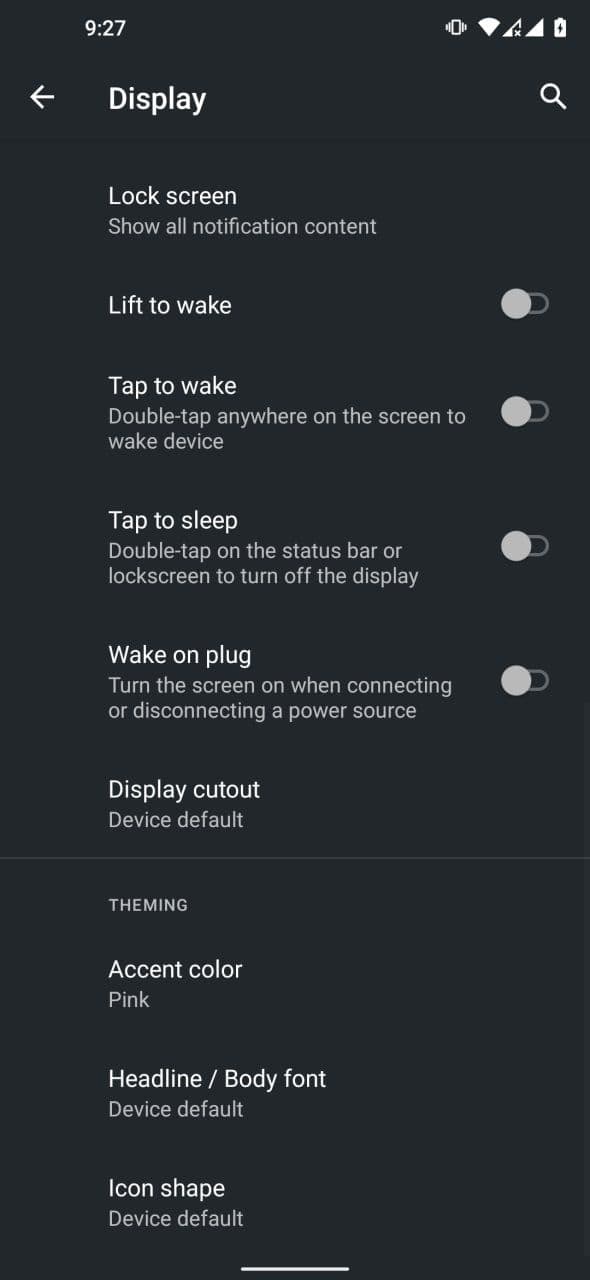 9:27
Display
Lock screen
Show all notification content
Lift to wake
Tap to wake
Double-tap anywhere on the screen to
wake device
Tap to sleep
Double-tap on the status bar or
lockscreen to turn off the display
Wake on plug
Turn the screen on when connecting
or disconnecting a power source
Display cutout
Device default
THEMING
Accent color
Pink
Headline / Body font
Device default
Icon shape
Device default